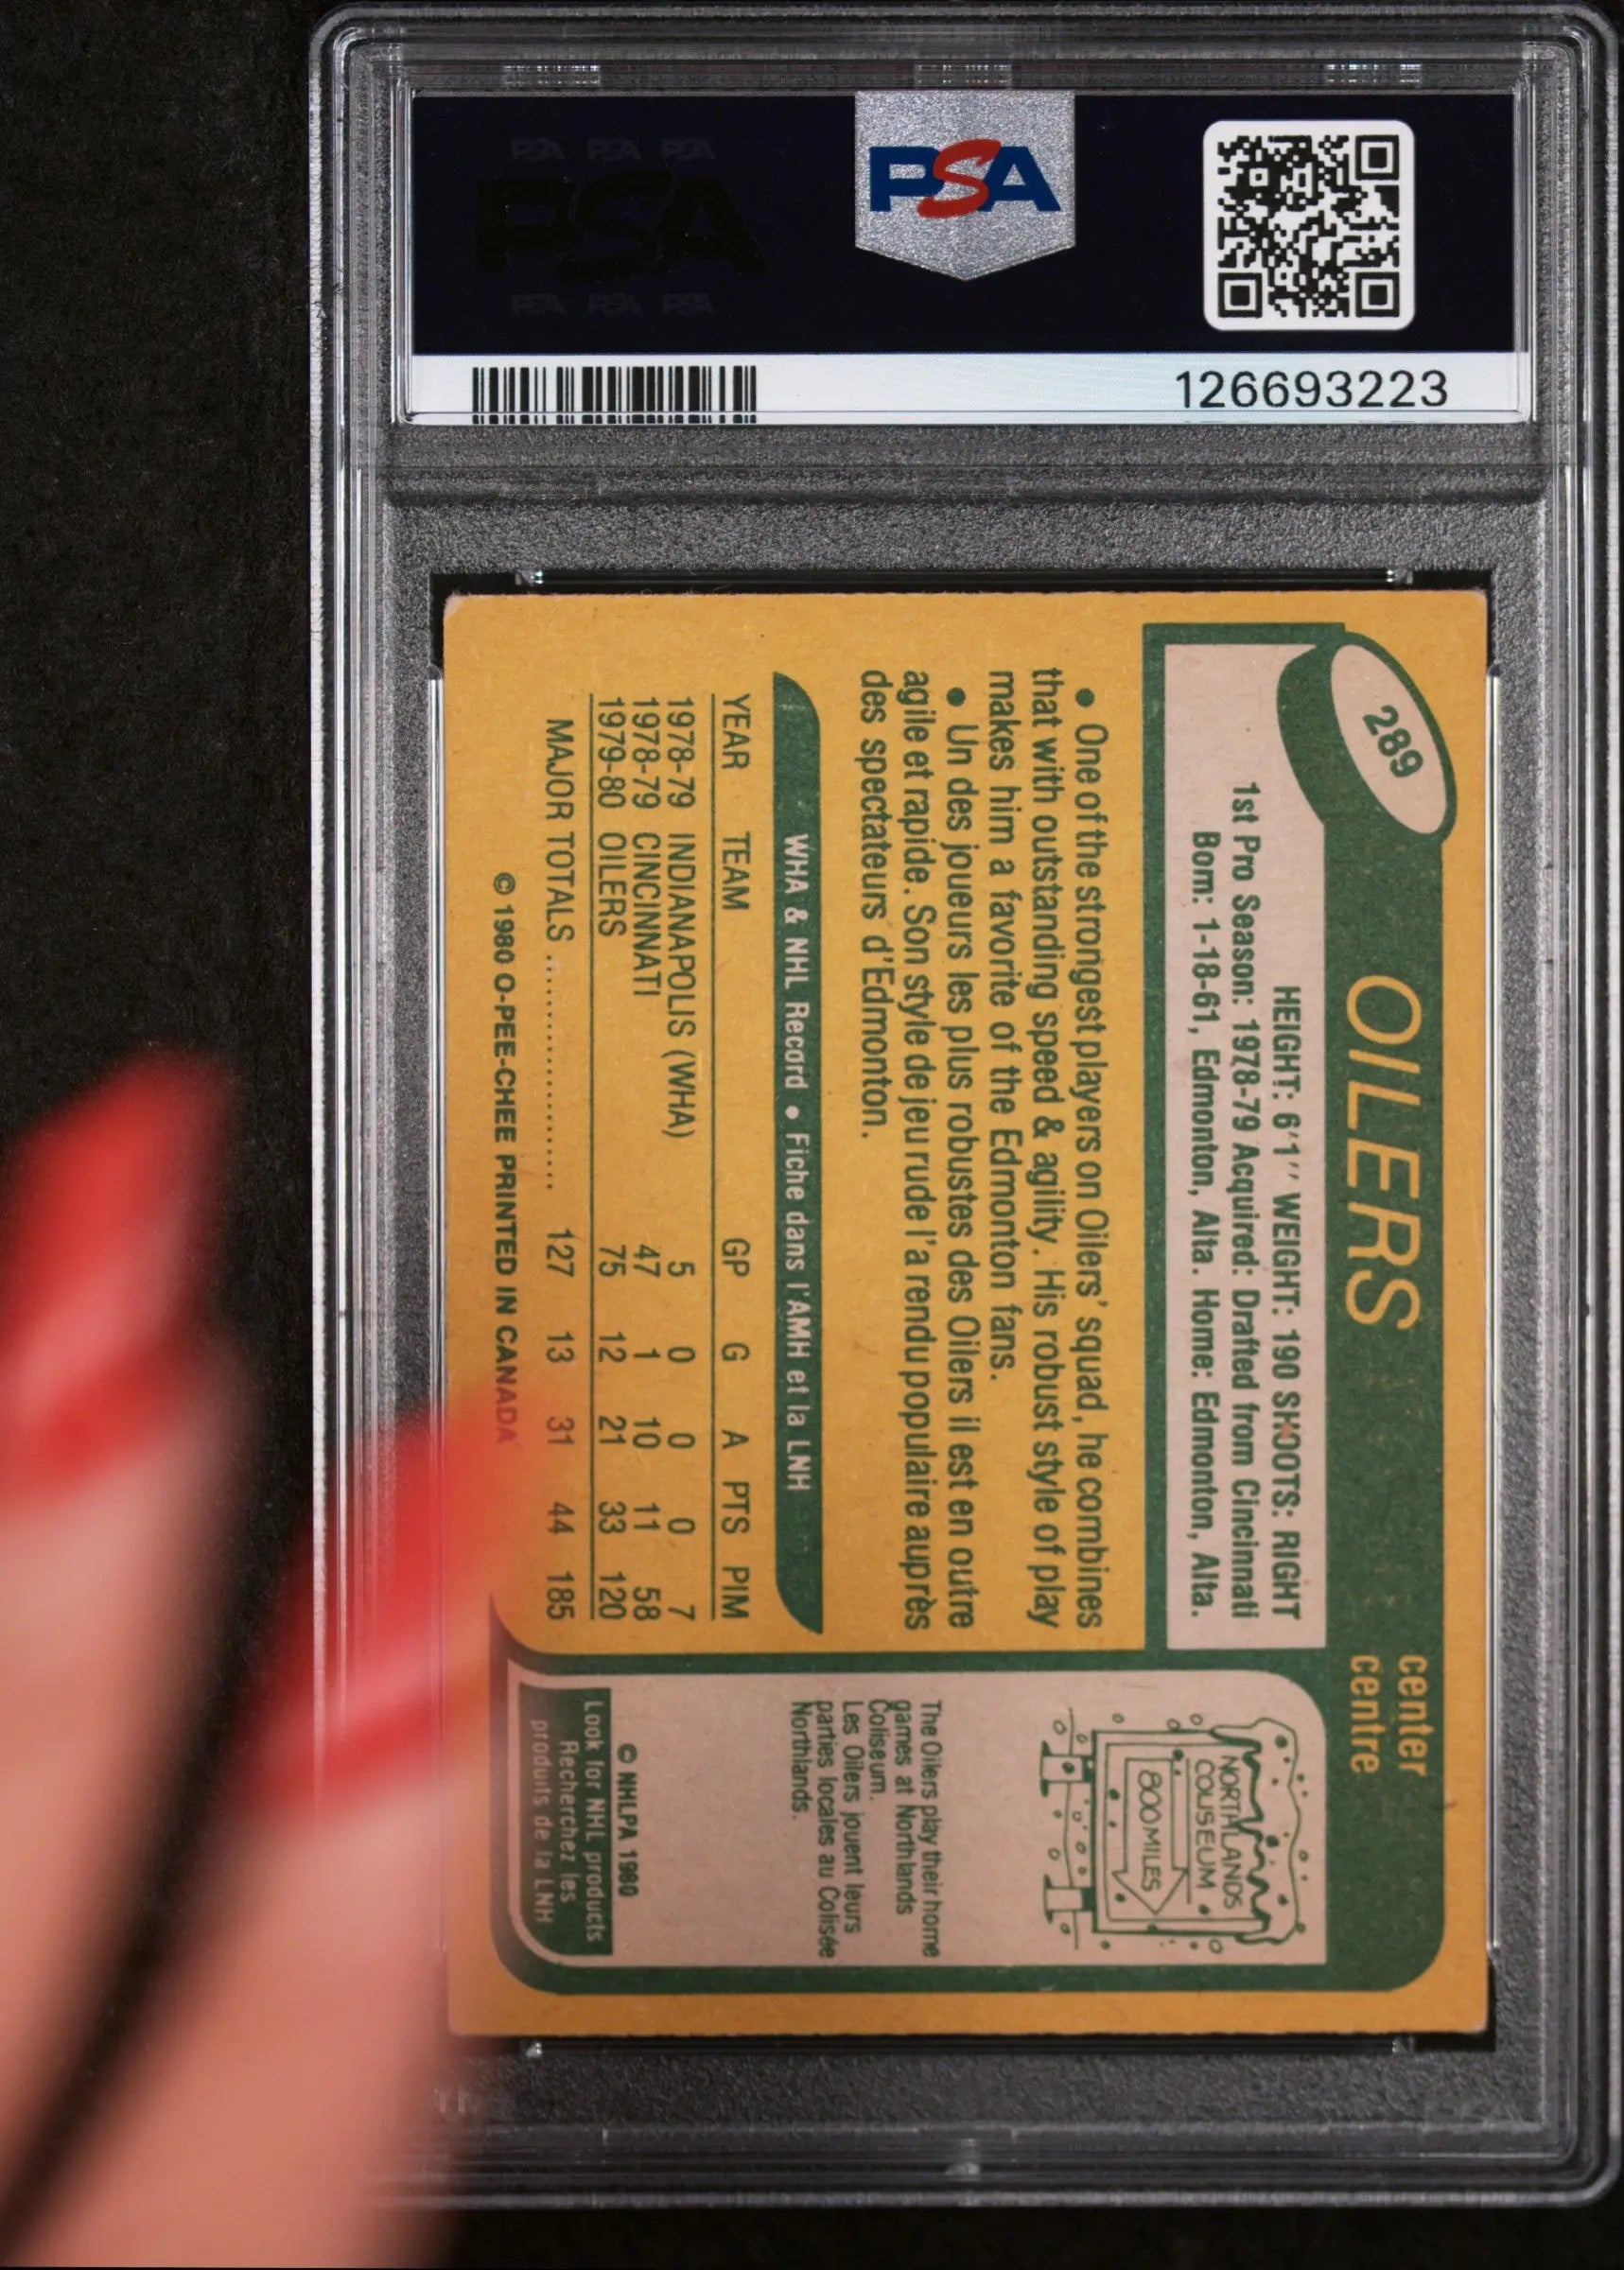 PSA
PSA PSA PSA
PSA
PSA PSA PSA
126693223
289
OILERS
center
centre
HEIGHT: 6'1'' WEIGHT: 190 SHOOTS: RIGHT
1st Pro Season: 1978-79 Acquired: Drafted from Cincinnati
Born: 1-18-61, Edmonton, Alta. Home: Edmonton, Alta.
• One of the strongest players on Oilers' squad, he combines
that with outstanding speed & agility. His robust style of play
makes him a favorite of the Edmonton fans.
• Un des joueurs les plus robustes des Oilers il est en outre
agile et rapide. Son style de jeu rude l'a rendu populaire auprès
des spectateurs d'Edmonton.
WHA & NHL Record • Fiche dans l'AMH et la LNH
YEAR TEAM GP G A PTS PIM
1978-79 INDIANAPOLIS (WHA) 5 0 0 0 7
1978-79 CINCINNATI 47 1 10 11 58
1979-80 OILERS 75 12 21 33 120
MAJOR TOTALS .................. 127 13 31 44 185
© 1980 O-PEE-CHEE PRINTED IN CANADA
NORTHLANDS
COLISEUM
800 MILES
The Oilers play their home
games at Northlands
Coliseum.
Les Oilers jouent leurs
parties locales au Colisée
Northlands.
© NHLPA 1980
Look for NHL products
Recherchez les
produits de la LNH